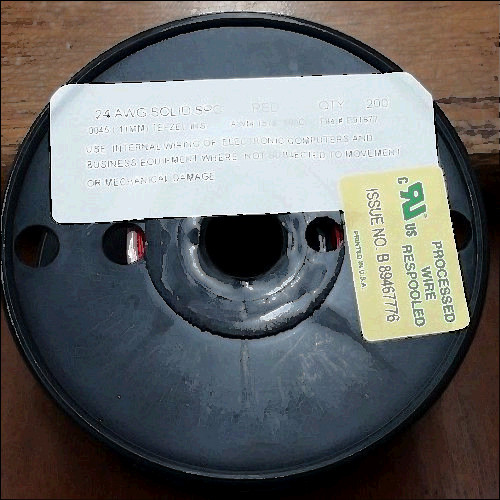 24 AWG SOLID SPC RED QTY 200
USE: INTERNAL WIRING OF ELECTRONIC COMPUTERS AND
BUSINESS EQUIPMENT WHERE NOT SUBJECTED TO MOVEMENT
OR MECHANICAL DAMAGE
PROCESSED
WIRE
RESPOOLED
c RU US
ISSUE NO. B 89467776
PRINTED IN U.S.A.